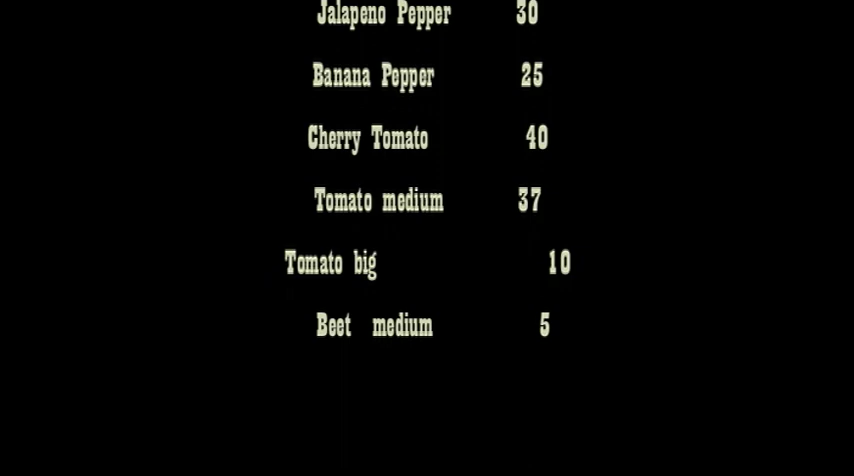 Jalapeno Pepper 30
Banana Pepper 25
Cherry Tomato 40
Tomato medium 37
Tomato big 10
Beet medium 5